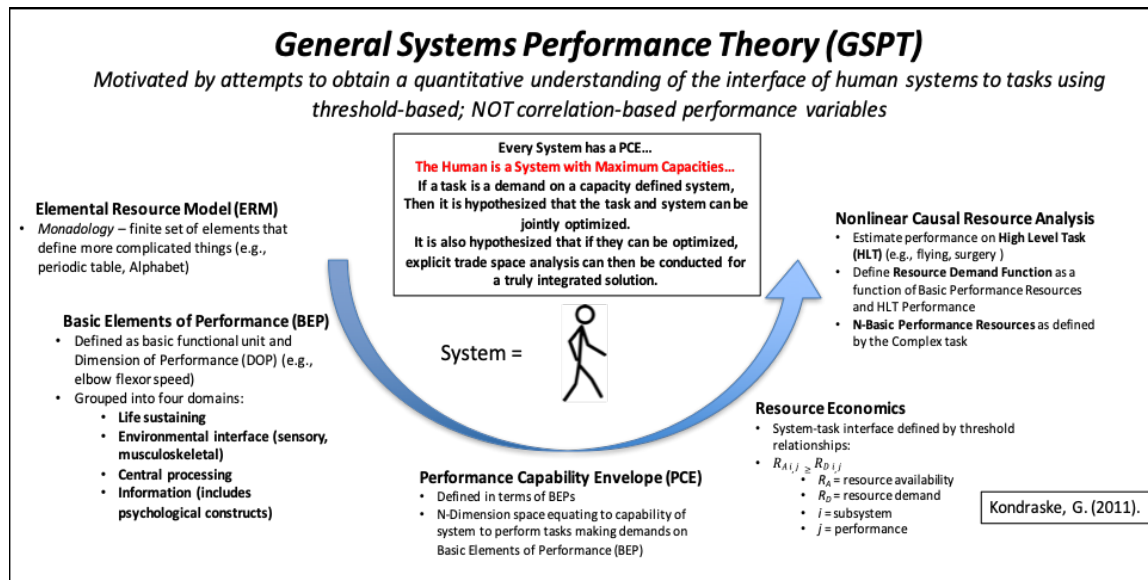 General Systems Performance Theory (GSPT)
Motivated by attempts to obtain a quantitative understanding of the interface of human systems to tasks using
threshold-based; NOT correlation-based performance variables
Every System has a PCE...
The Human is a System with Maximum Capacities...
If a task is a demand on a capacity defined system,
Then it is hypothesized that the task and system can be
jointly optimized.
It is also hypothesized that if they can be optimized,
explicit trade space analysis can then be conducted for
a truly integrated solution.
Elemental Resource Model (ERM)
• Monadology – finite set of elements that
define more complicated things (e.g.,
periodic table, Alphabet)
Basic Elements of Performance (BEP)
• Defined as basic functional unit and
Dimension of Performance (DOP) (e.g.,
elbow flexor speed)
• Grouped into four domains:
• Life sustaining
• Environmental interface (sensory,
musculoskeletal)
• Central processing
• Information (includes
psychological constructs)
System =
Performance Capability Envelope (PCE)
• Defined in terms of BEPs
• N-Dimension space equating to capability of
system to perform tasks making demands on
Basic Elements of Performance (BEP)
Nonlinear Causal Resource Analysis
• Estimate performance on High Level Task
(HLT) (e.g., flying, surgery )
• Define Resource Demand Function as a
function of Basic Performance Resources
and HLT Performance
• N-Basic Performance Resources as defined
by the Complex task
Resource Economics
• System-task interface defined by threshold
relationships:
• R_A i,j ≥ R_D i,j
• R_A = resource availability
• R_D = resource demand
• i = subsystem
• j = performance
Kondraske, G. (2011).